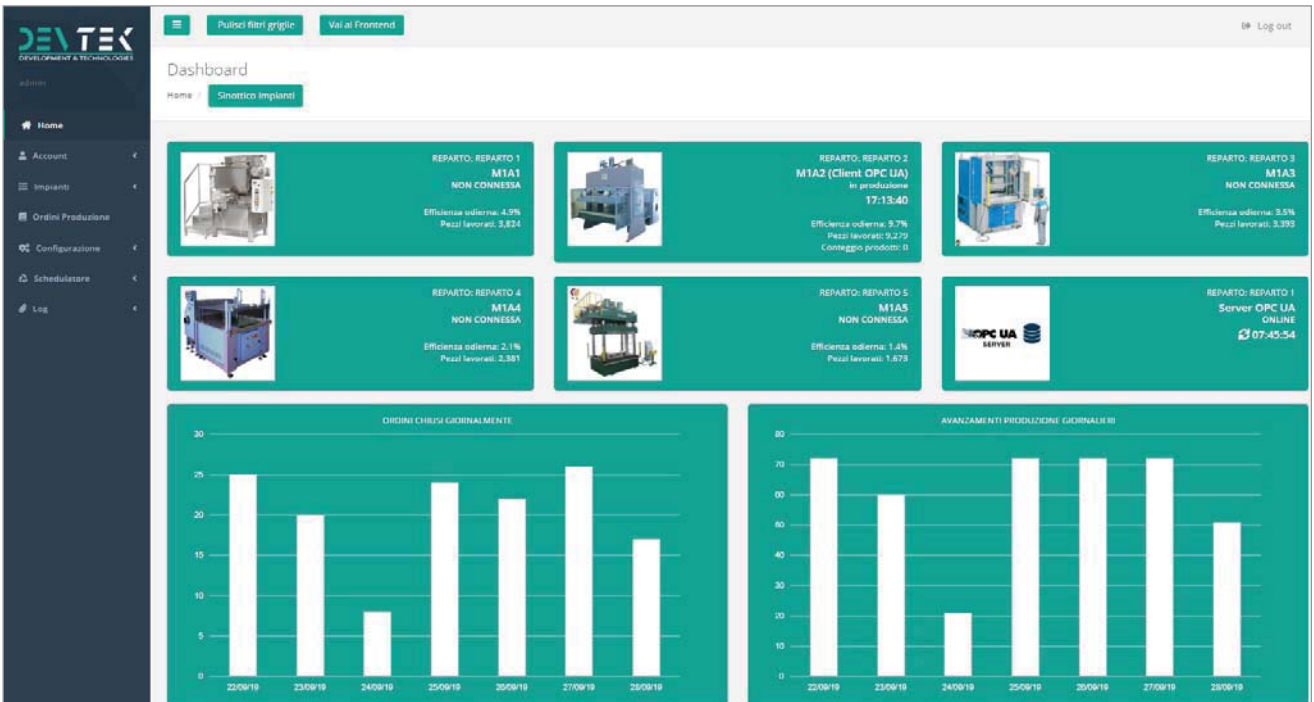 DEVTEK
DEVELOPMENT & TECHNOLOGIES
admin
Home
Account
Impianti
Ordini Produzione
Configurazione
Schedulatore
Log
Pulisci filtri griglie
Vai al Frontend
Log out
Dashboard
Home /
Sinottico Impianti
REPARTO: REPARTO 1
M1A1
NON CONNESSA
Efficienza odierna: 4.9%
Pezzi lavorati: 3,824
REPARTO: REPARTO 2
M1A2 (Client OPC UA)
in produzione
17:13:40
Efficienza odierna: 9.7%
Pezzi lavorati: 9,279
Conteggio prodotti: 0
REPARTO: REPARTO 3
M1A3
NON CONNESSA
Efficienza odierna: 3.5%
Pezzi lavorati: 3,393
REPARTO: REPARTO 4
M1A4
NON CONNESSA
Efficienza odierna: 2.1%
Pezzi lavorati: 2,381
REPARTO: REPARTO 5
M1A5
NON CONNESSA
Efficienza odierna: 1.4%
Pezzi lavorati: 1,673
OPC UA
SERVER
REPARTO: REPARTO 1
Server OPC UA
ONLINE
07:45:54
ORDINI CHIUSI GIORNALMENTE
30
25
20
15
10
5
0
22/09/19 23/09/19 24/09/19 25/09/19 26/09/19 27/09/19 28/09/19
AVANZAMENTI PRODUZIONE GIORNALIERI
80
70
60
50
40
30
20
10
0
22/09/19 23/09/19 24/09/19 25/09/19 26/09/19 27/09/19 28/09/19